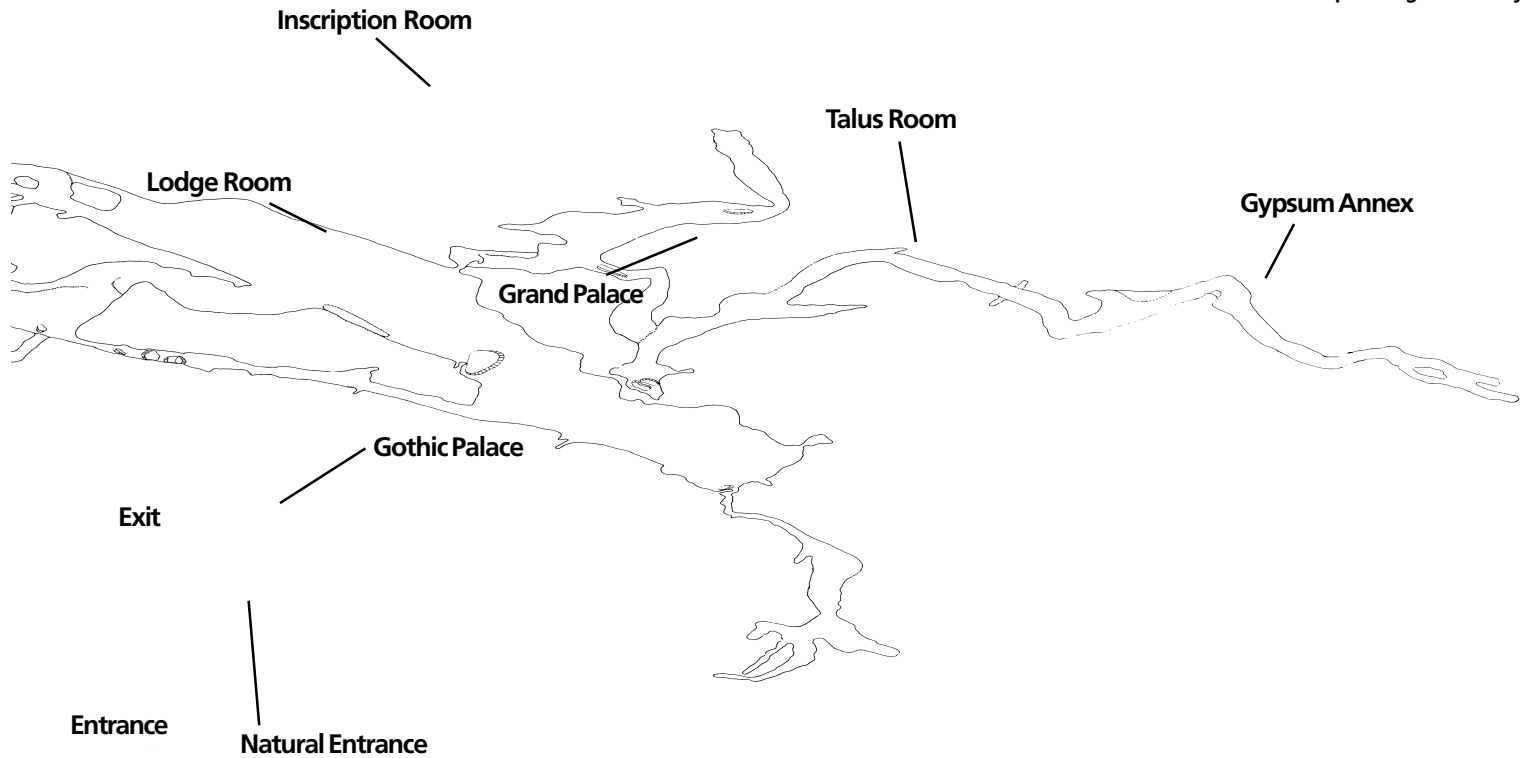 Inscription Room
Talus Room
Lodge Room
Gypsum Annex
Grand Palace
Gothic Palace
Exit
Entrance
Natural Entrance